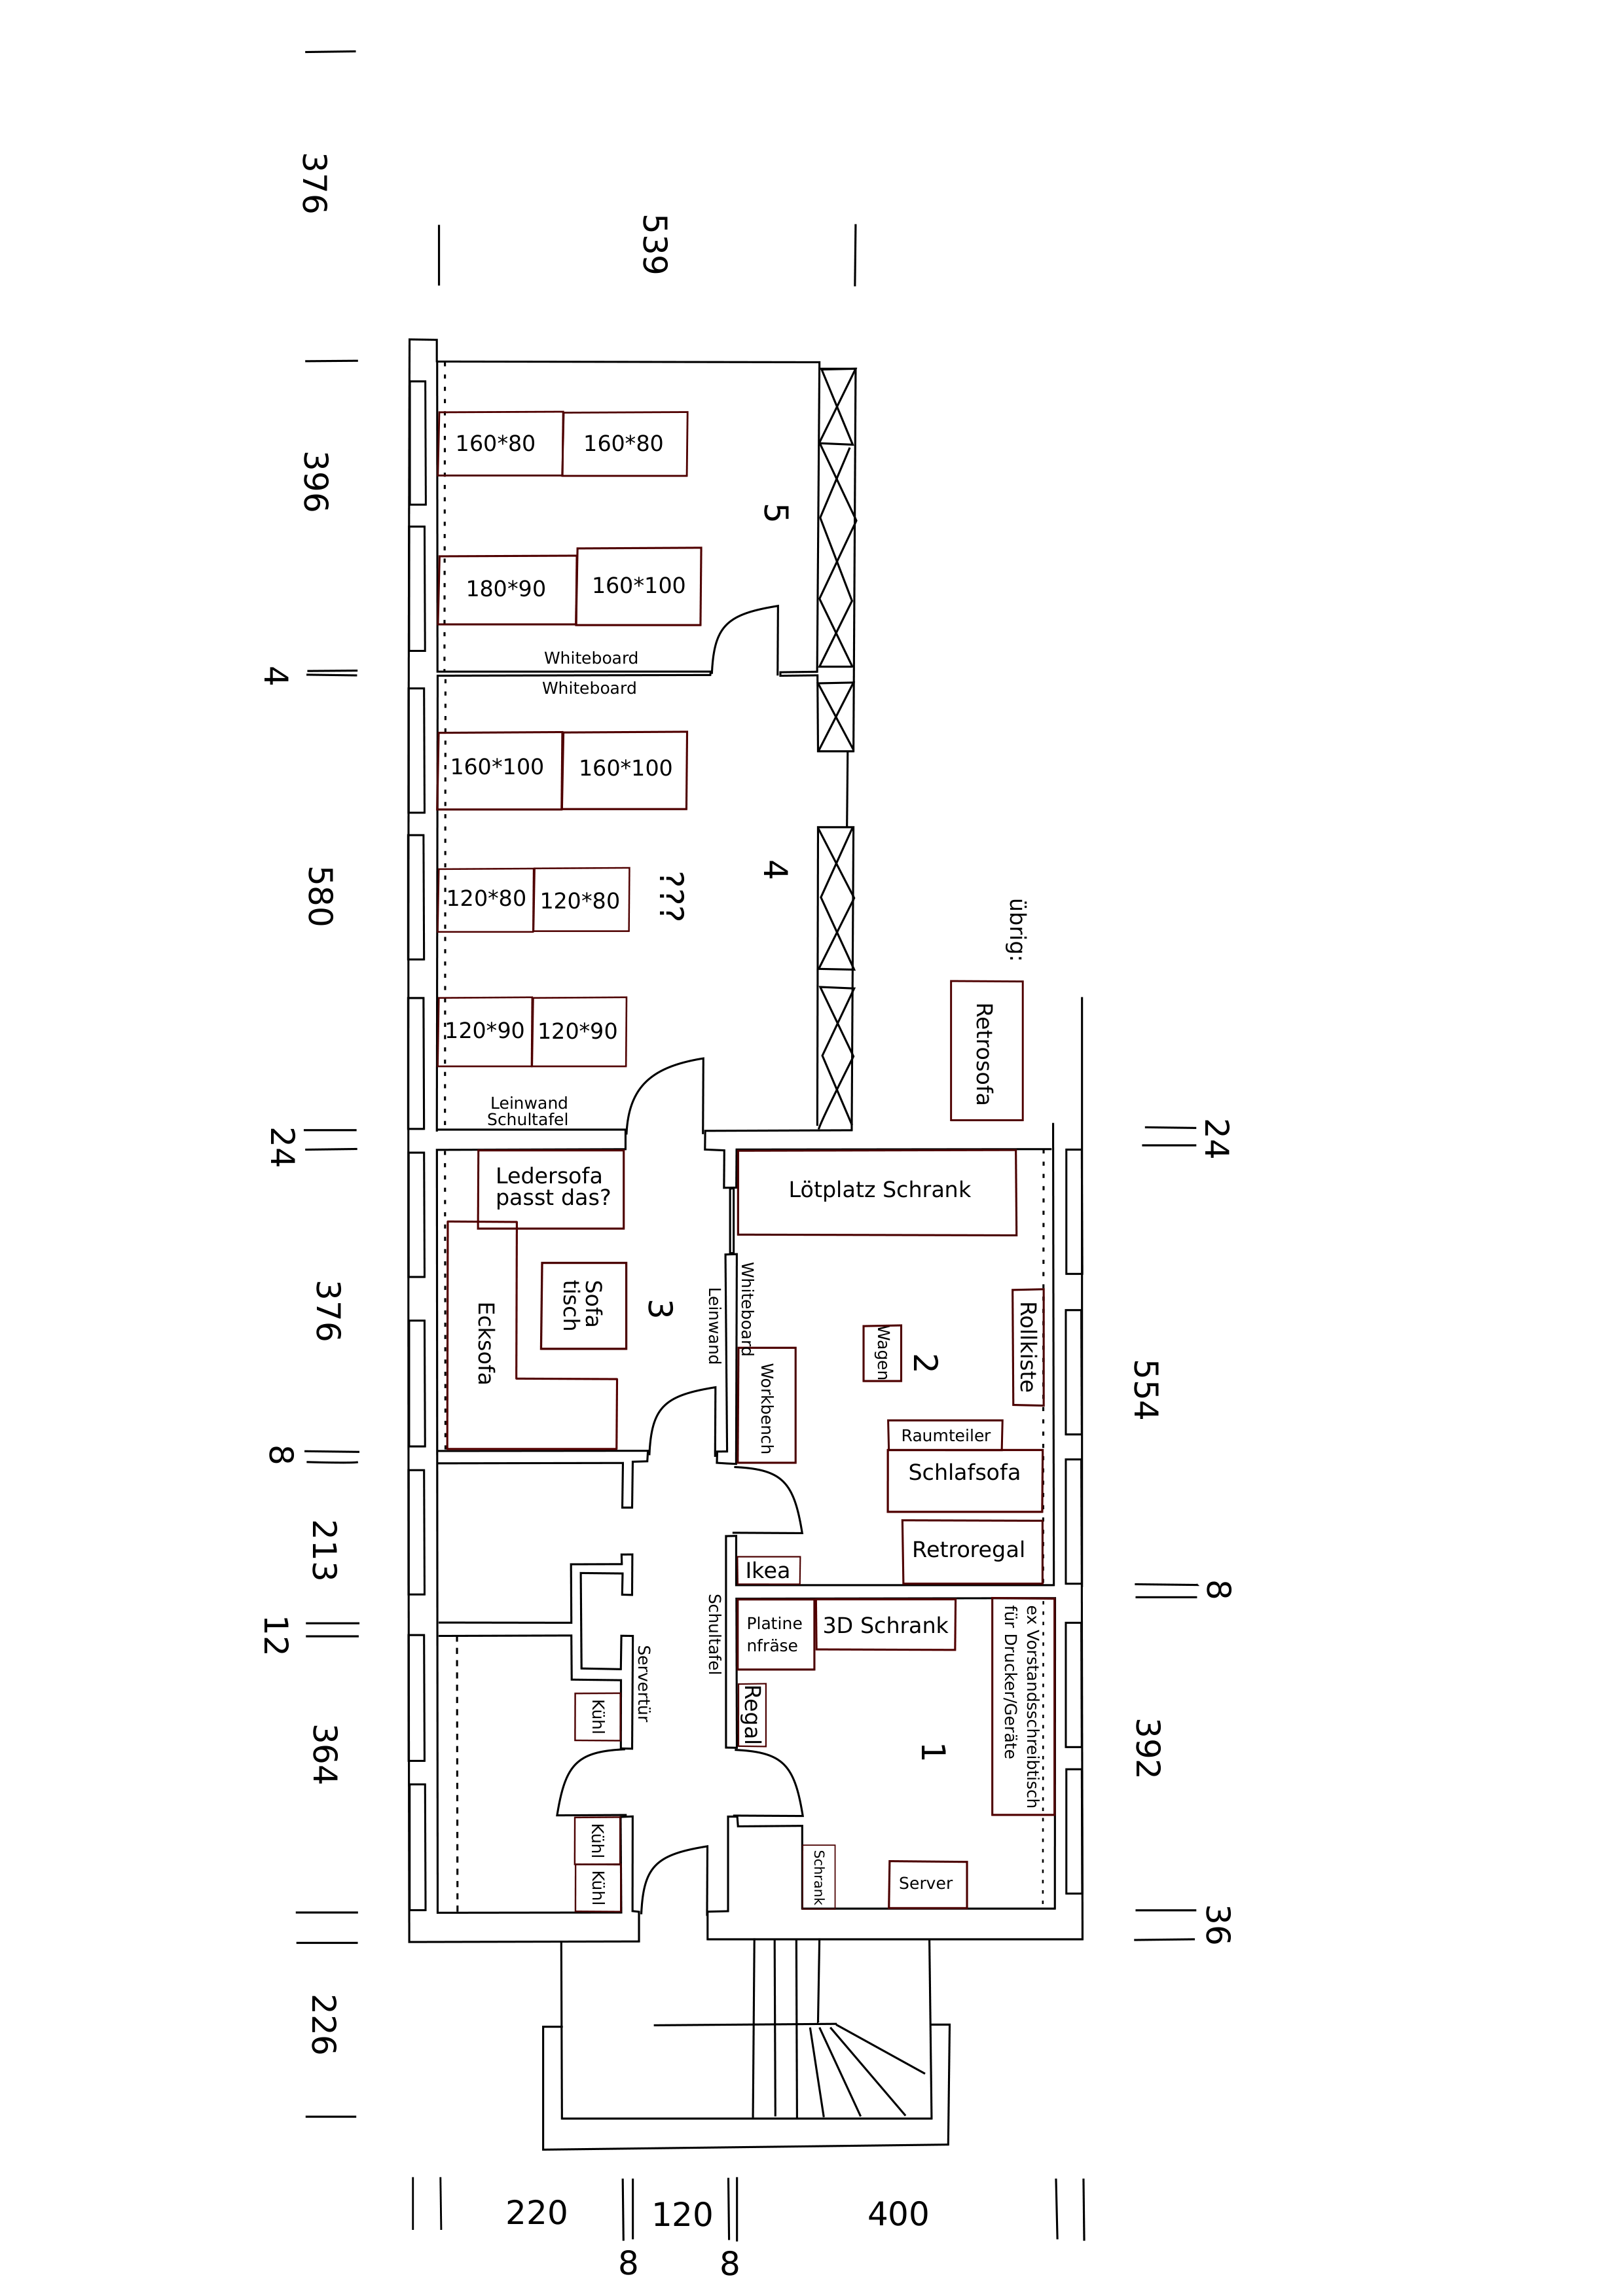 376
539
396
160*80
160*80
5
180*90
160*100
Whiteboard
4
Whiteboard
160*100
160*100
580
120*80
120*80
???
4
übrig:
Retrosofa
120*90
120*90
Leinwand
Schultafel
24
24
Ledersofa
passt das?
Lötplatz Schrank
376
Ecksofa
Sofa
tisch
3
Leinwand
Whiteboard
Workbench
Wagen
2
Rollkiste
554
Raumteiler
Schlafsofa
8
213
Retroregal
Ikea
8
12
Servertür
Schultafel
Platine
nfräse
3D Schrank
ex Vorstandsschreibtisch
für Drucker/Geräte
Kühl
Regal
1
364
392
Kühl
Kühl
Schrank
Server
36
226
220
120
400
8
8